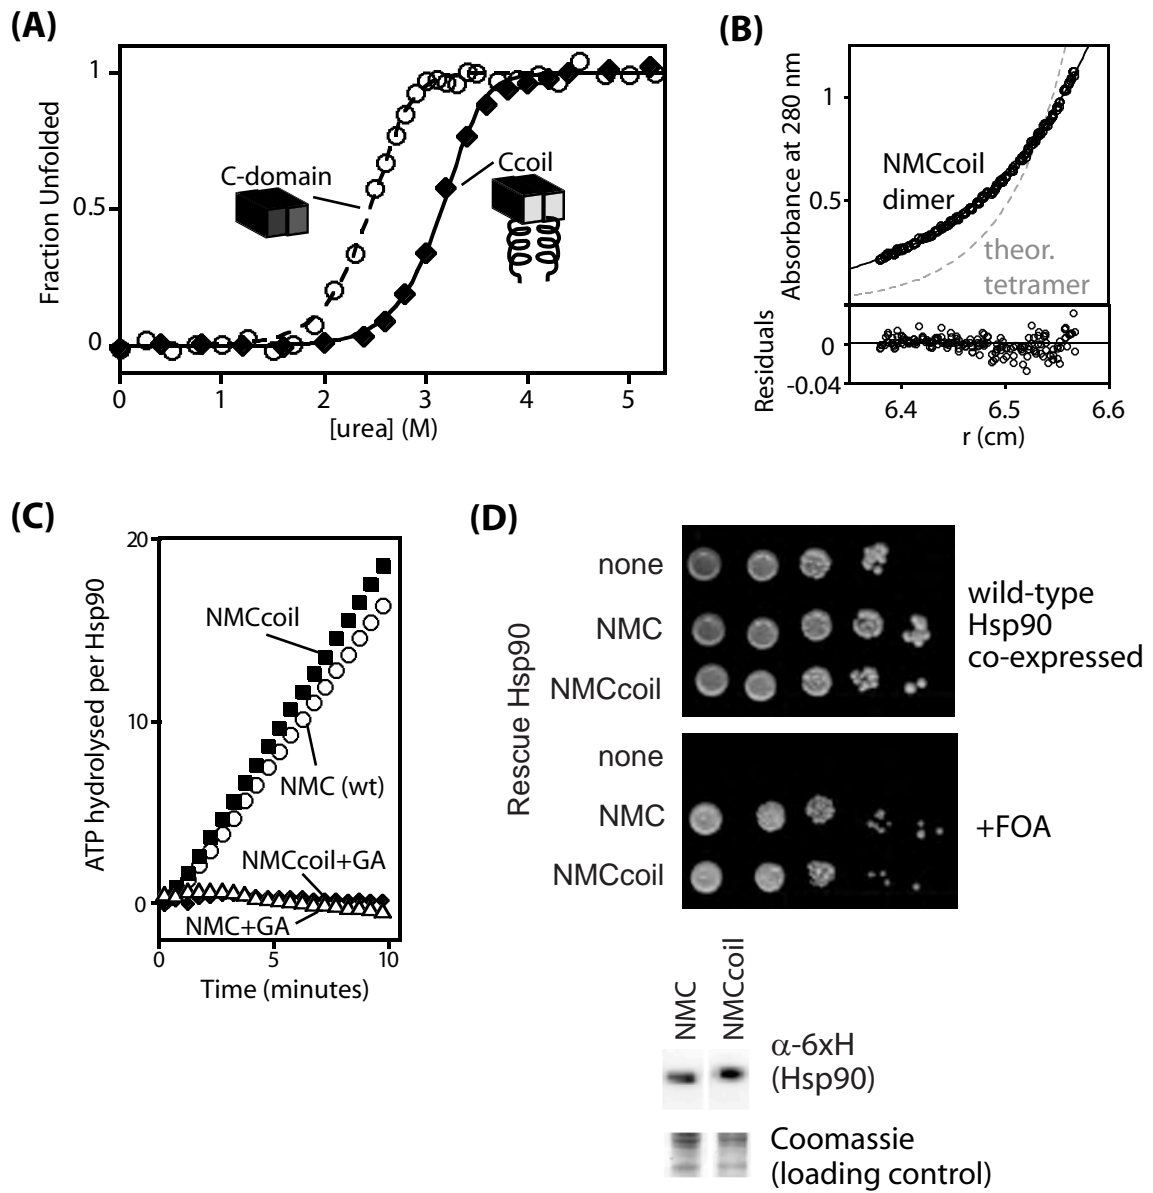 (A)
Fraction Unfolded
1
0.5
0
C-domain
Ccoil
0
1
2
3
4
5
[urea] (M)
(B)
Absorbance at 280 nm
1
0.5
NMCcoil
dimer
theor.
tetramer
Residuals
0
-0.04
6.4
6.5
6.6
r (cm)
(C)
ATP hydrolysed per Hsp90
20
10
0
NMCcoil
NMC (wt)
NMCcoil+GA
NMC+GA
0
5
10
Time (minutes)
(D)
Rescue Hsp90
none
NMC
NMCcoil
wild-type
Hsp90
co-expressed
none
NMC
NMCcoil
+FOA
NMC
NMCcoil
α-6xH
(Hsp90)
Coomassie
(loading control)